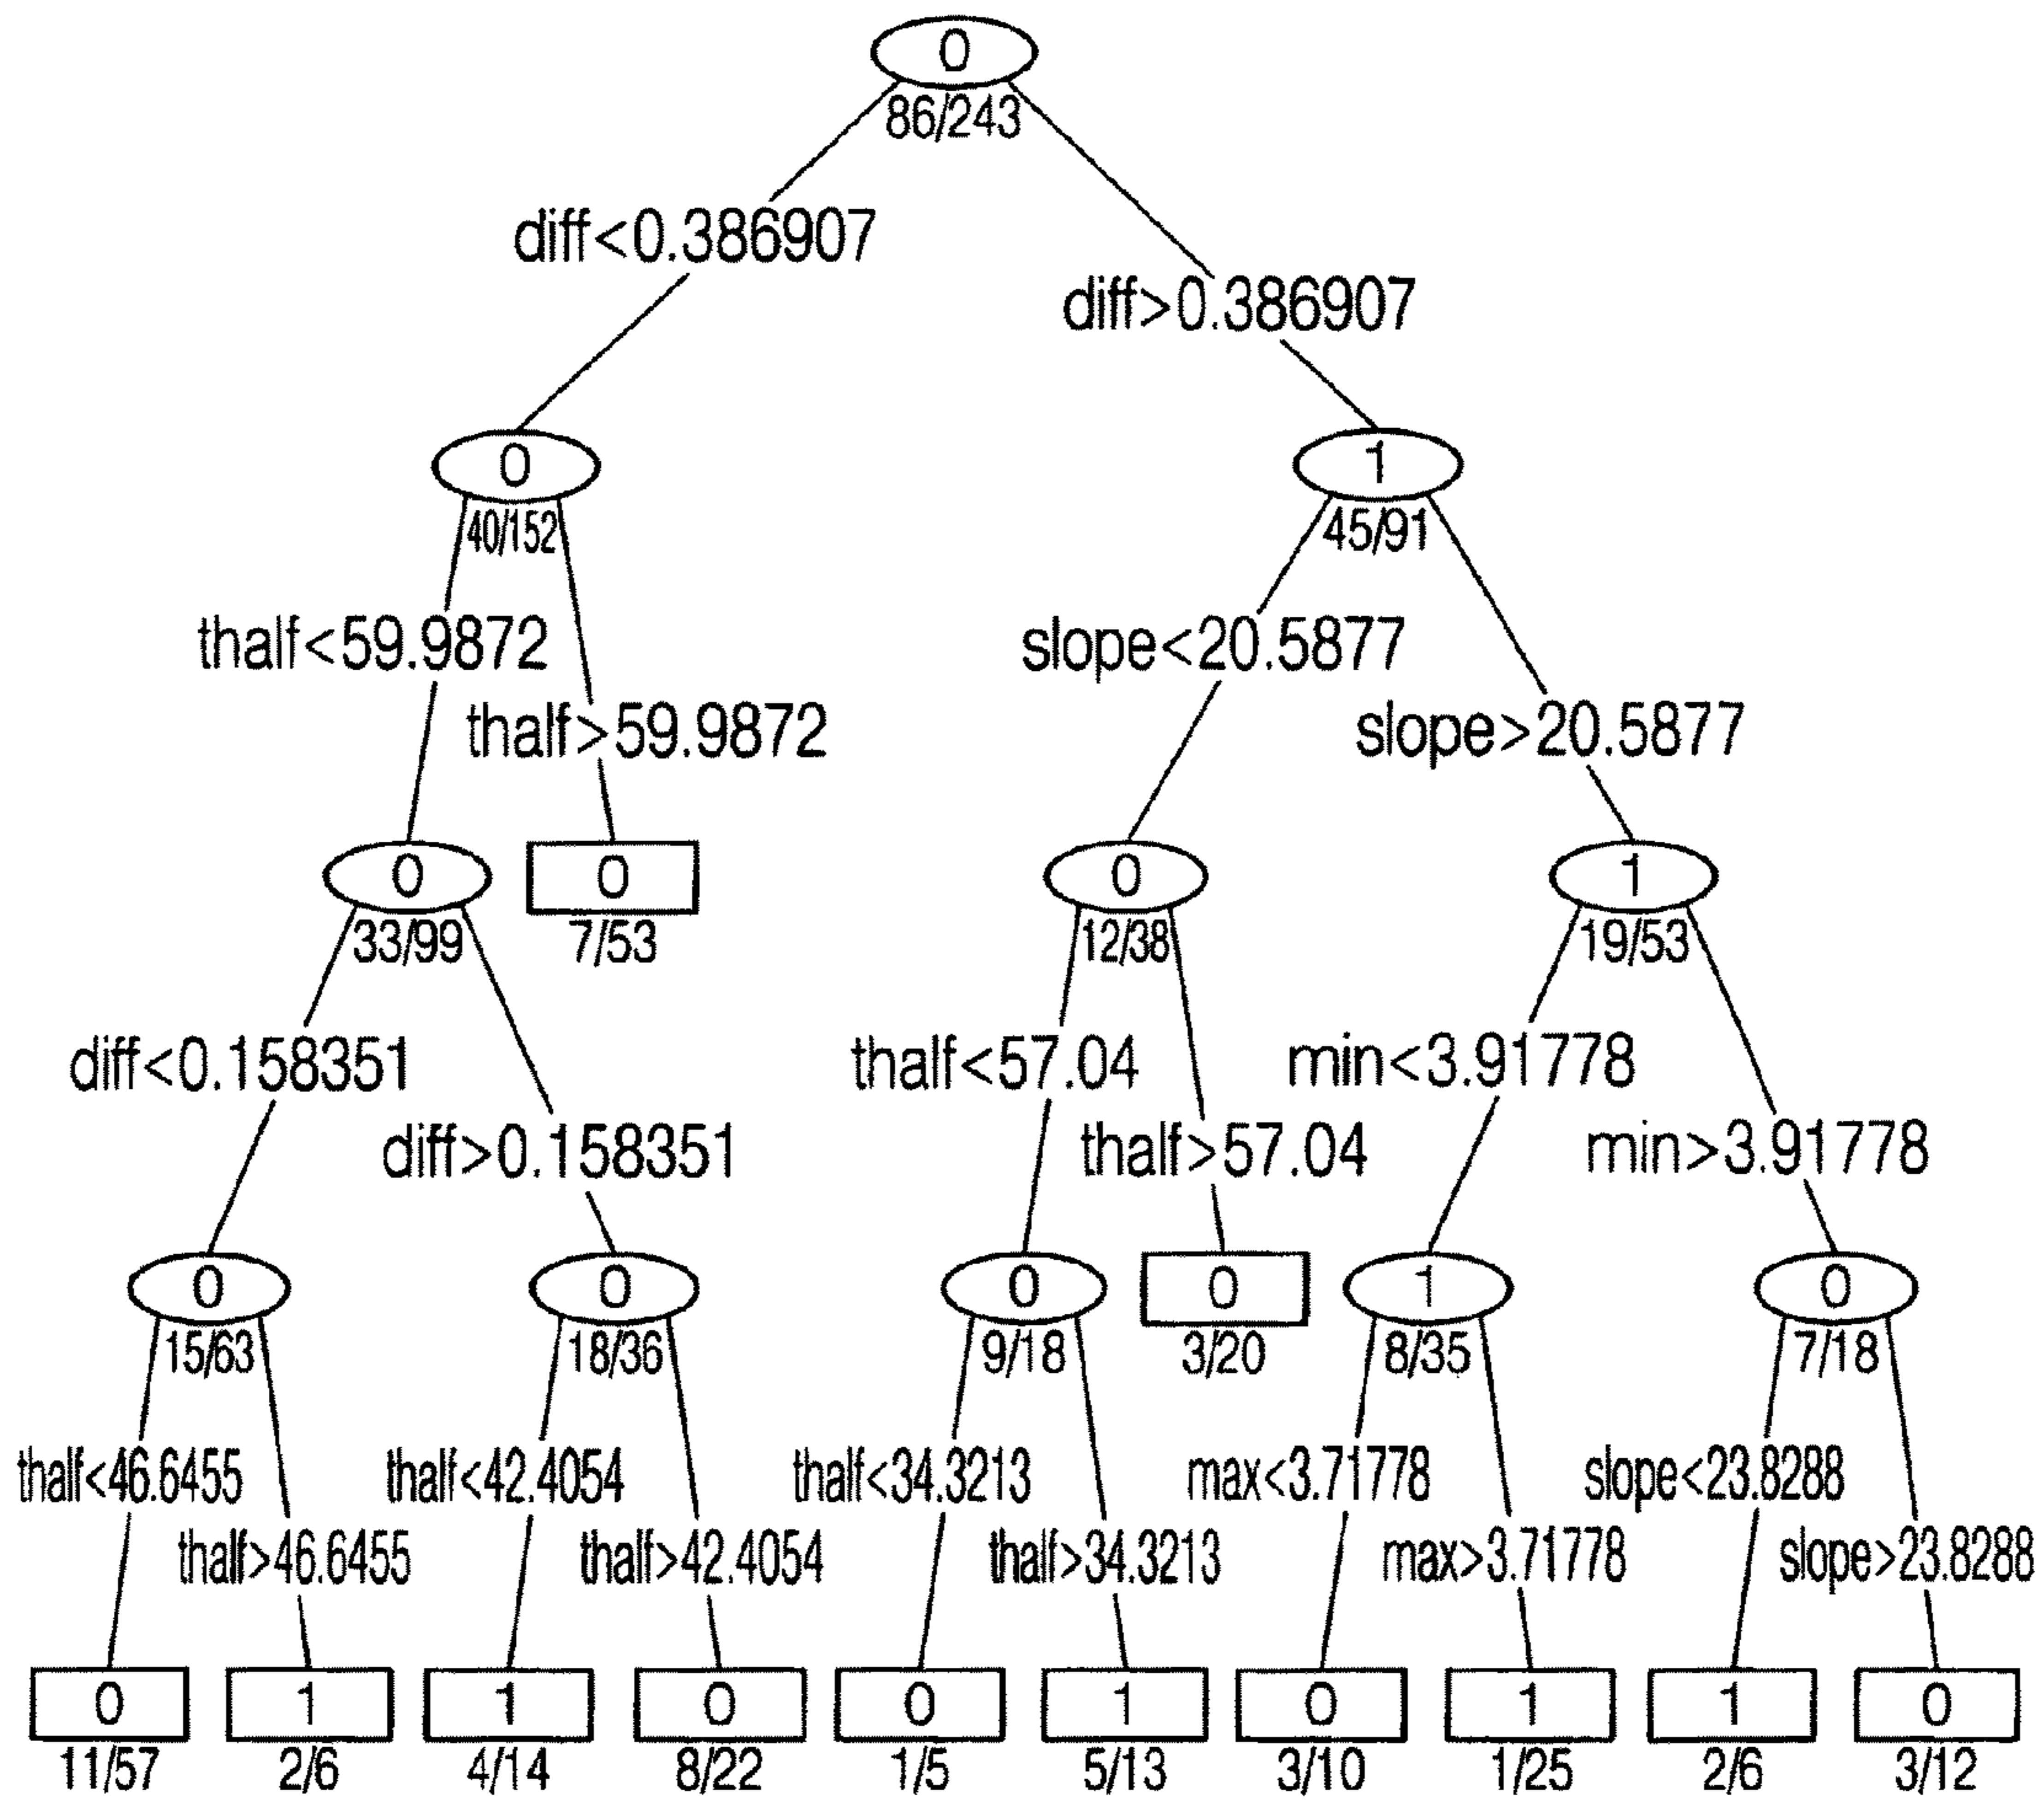 0
86/243
diff<0.386907
diff>0.386907
0
1
40/152
45/91
thalf<59.9872
slope<20.5877
thalf>59.9872
slope>20.5877
0
0
0
1
33/99
7/53
12/38
19/53
diff<0.158351
thalf<57.04
min<3.91778
diff>0.158351
thalf>57.04
min>3.91778
0
0
0
0
1
0
15/63
18/36
9/18
3/20
8/35
7/18
thalf<46.6455
thalf<42.4054
thalf<34.3213
max<3.71778
slope<23.8288
thalf>46.6455
thalf>42.4054
thalf>34.3213
max>3.71778
slope>23.8288
0
1
1
0
0
1
0
1
1
0
11/57
2/6
4/14
8/22
1/5
5/13
3/10
1/25
2/6
3/12